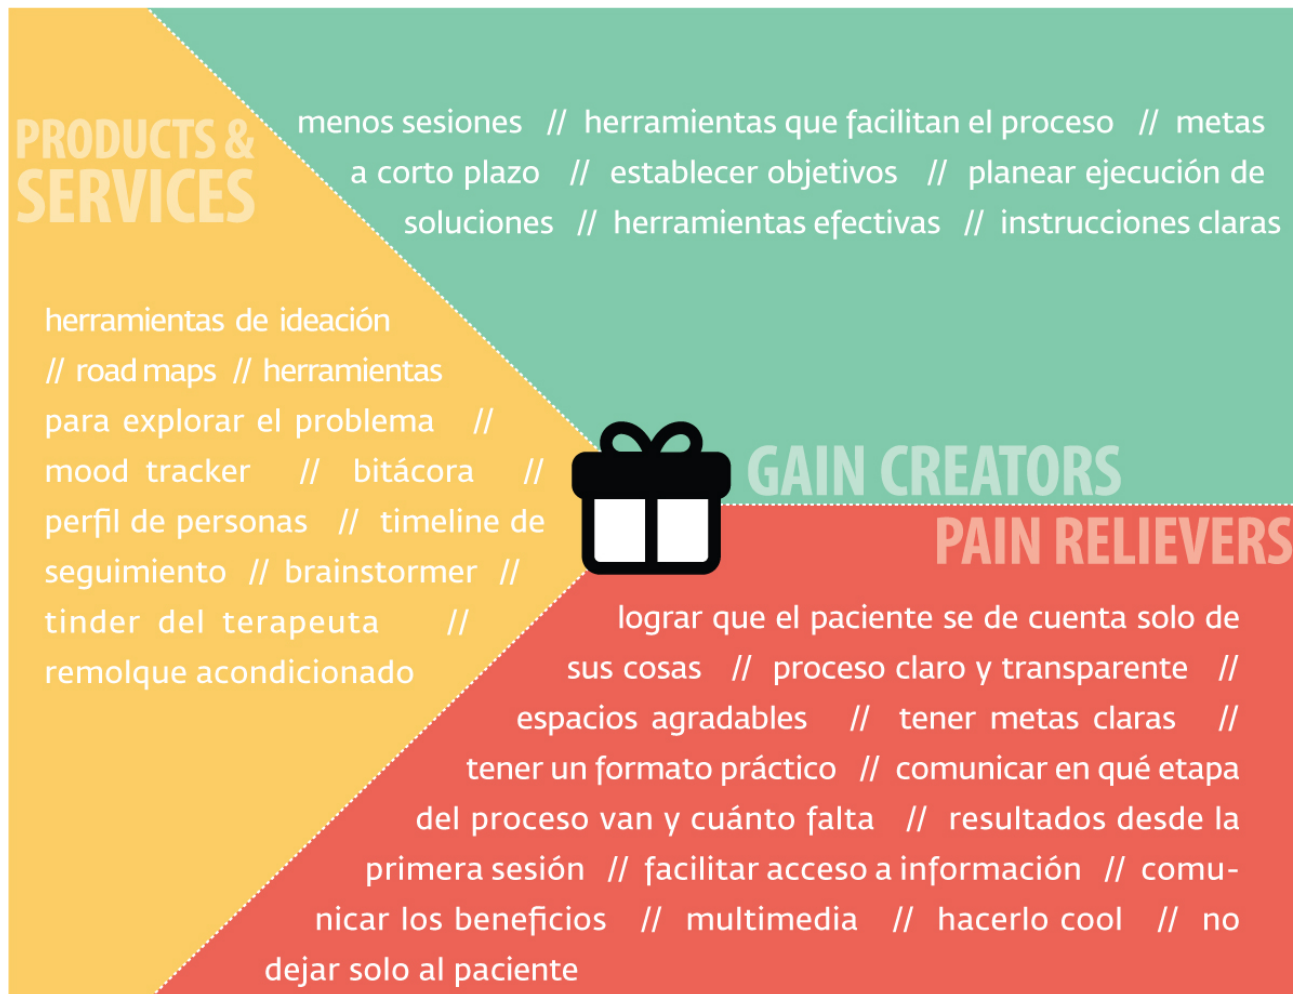 PRODUCTS &
SERVICES
herramientas de ideación
// road maps // herramientas
para explorar el problema //
mood tracker // bitácora //
perfil de personas // timeline de
seguimiento // brainstormer //
tinder del terapeuta //
remolque acondicionado
menos sesiones // herramientas que facilitan el proceso // metas
a corto plazo // establecer objetivos // planear ejecución de
soluciones // herramientas efectivas // instrucciones claras
GAIN CREATORS
PAIN RELIEVERS
lograr que el paciente se de cuenta solo de
sus cosas // proceso claro y transparente //
espacios agradables // tener metas claras //
tener un formato práctico // comunicar en qué etapa
del proceso van y cuánto falta // resultados desde la
primera sesión // facilitar acceso a información // comu-
nicar los beneficios // multimedia // hacerlo cool // no
dejar solo al paciente